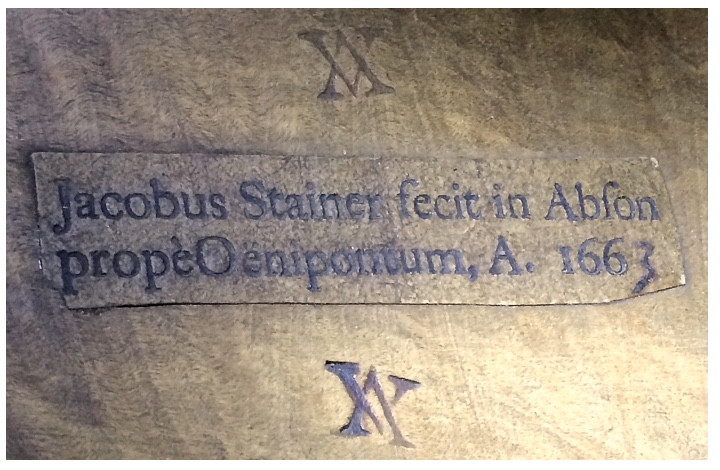 Jacobus Stainer fecit in Abſon
propè Oenipontum, A. 1663